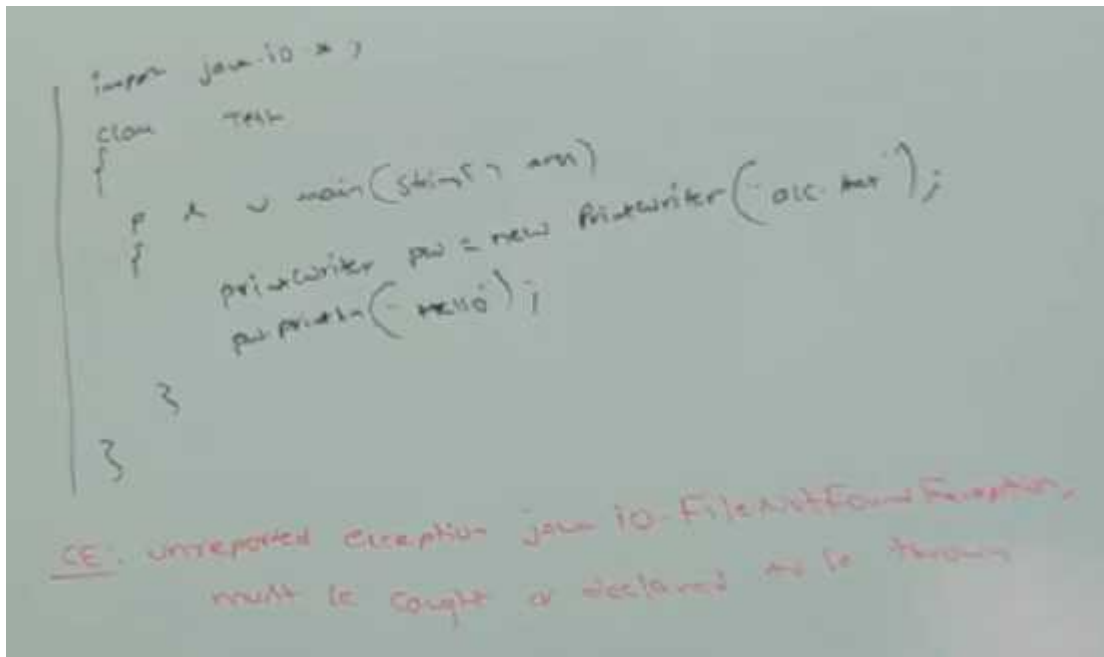 import java.io.*;
class Test
{
p s v main(String[] args)
{
PrintWriter pw = new PrintWriter("abc.txt");
pw.println("Hello");
}
}
CE: unreported exception java.io.FileNotFoundException;
must be caught or declared to be thrown